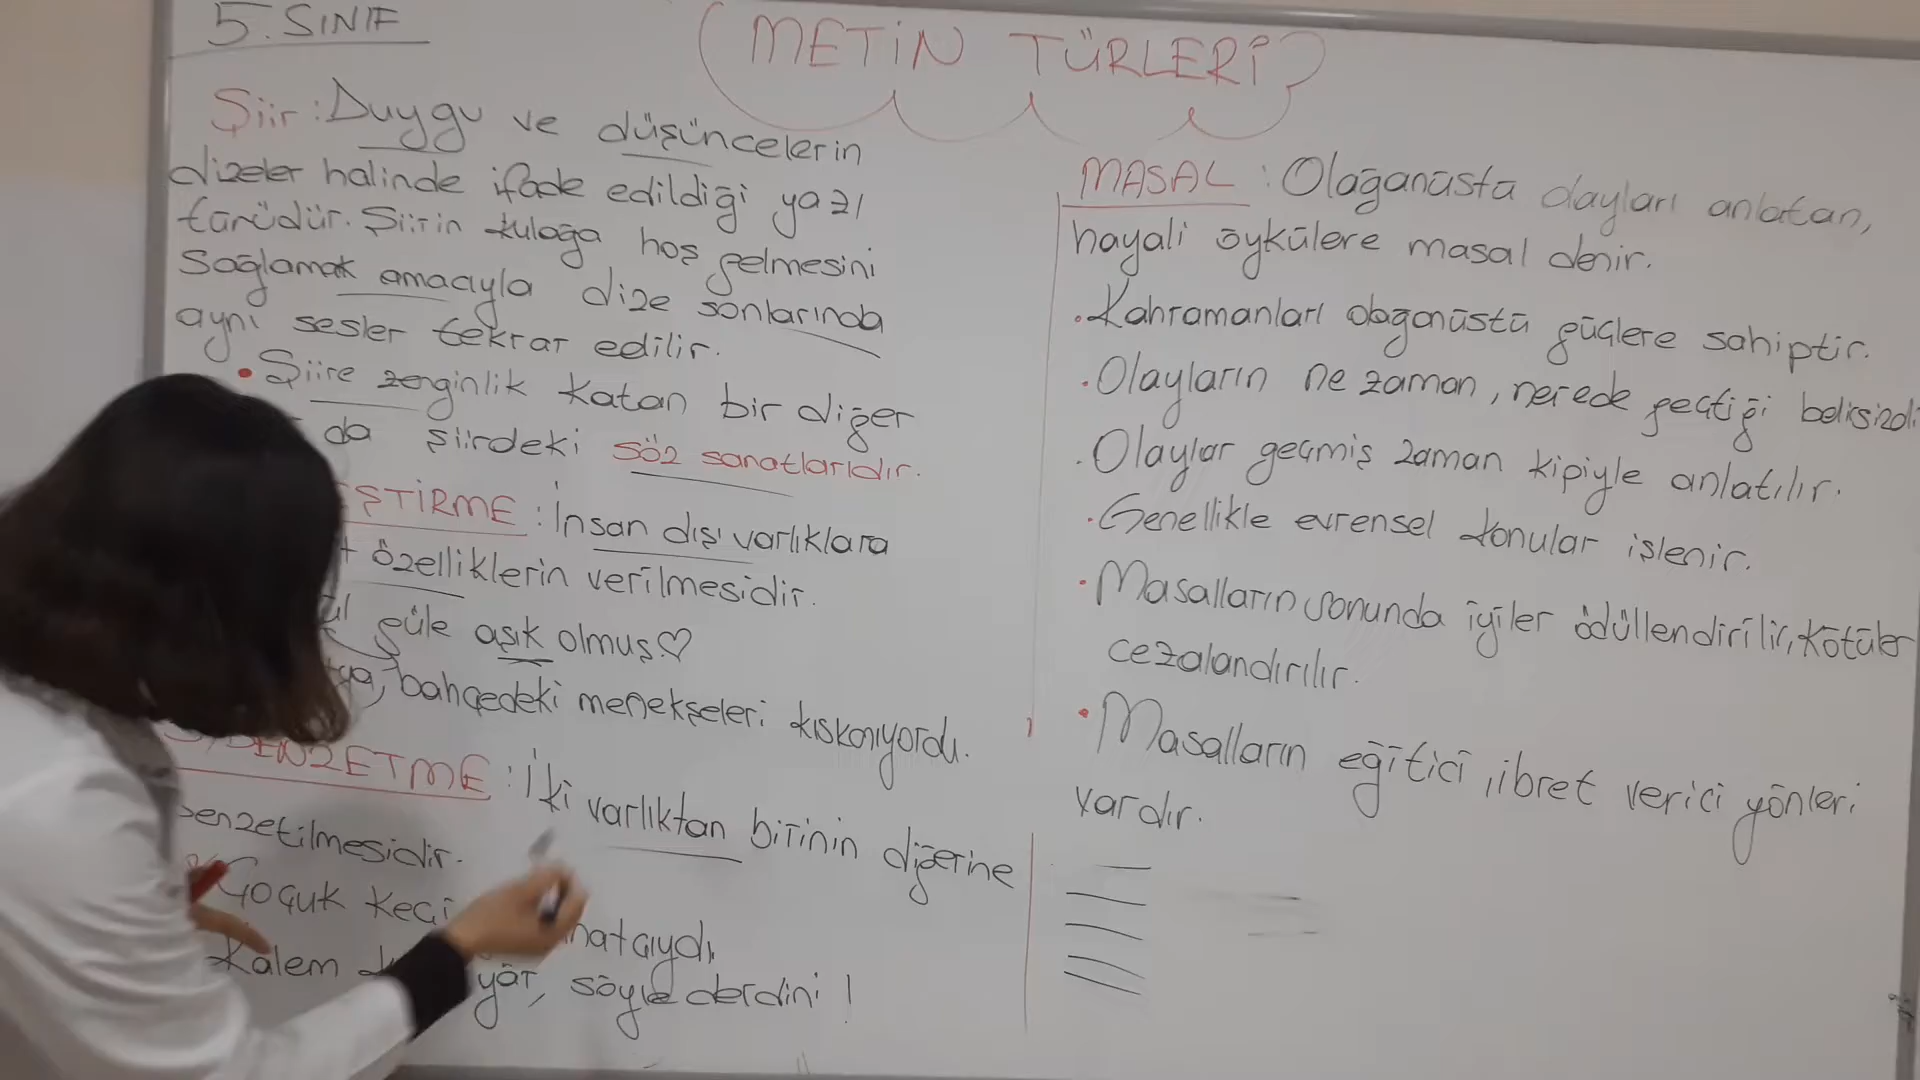 5. SINIF
METİN TÜRLERİ
Şiir: Duygu ve düşüncelerin
dizeler halinde ifade edildiği yazı
türüdür. Şiirin kulağa hoş gelmesini
sağlamak amacıyla dize sonlarında
aynı sesler tekrar edilir.
• Şiire zenginlik katan bir diğer
da şiirdeki söz sanatlarıdır.
EŞTİRME: İnsan dışı varlıklara
özelliklerin verilmesidir.
güle aşık olmuş♡
bahçedeki menekşeleri kıskanıyordu.
BENZETME: İki varlıktan birinin diğerine
benzetilmesidir.
Çocuk keçi natçıydı.
Kalem yâr, söyle derdini!
MASAL: Olağanüstü olayları anlatan,
hayali öykülere masal denir.
• Kahramanları olağanüstü güçlere sahiptir.
• Olayların ne zaman, nerede geçtiği belirsizdi
• Olaylar geçmiş zaman kipiyle anlatılır.
• Genellikle evrensel konular işlenir.
• Masalların sonunda iyiler ödüllendirilir, kötüler
cezalandırılır.
• Masalların eğitici, ibret verici yönleri
vardır.